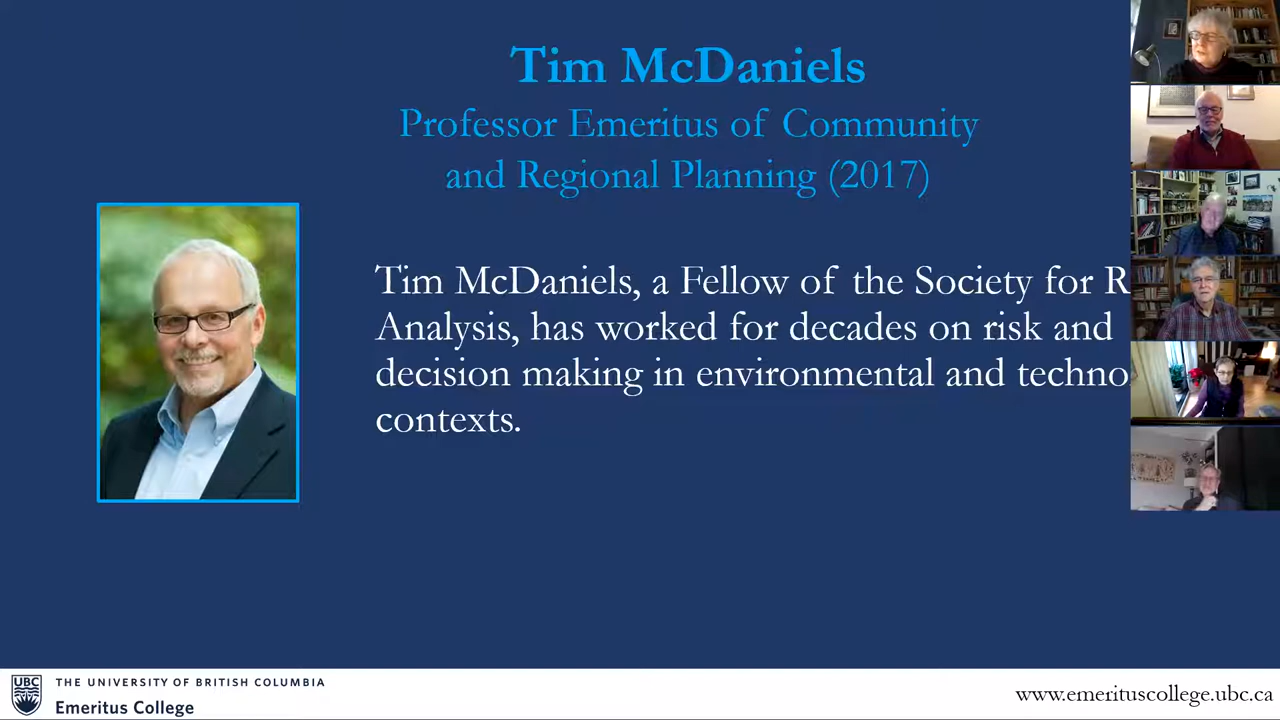 Tim McDaniels
Professor Emeritus of Community
and Regional Planning (2017)
Tim McDaniels, a Fellow of the Society for R
Analysis, has worked for decades on risk and
decision making in environmental and techno
contexts.
UBC
THE UNIVERSITY OF BRITISH COLUMBIA
Emeritus College
www.emerituscollege.ubc.ca